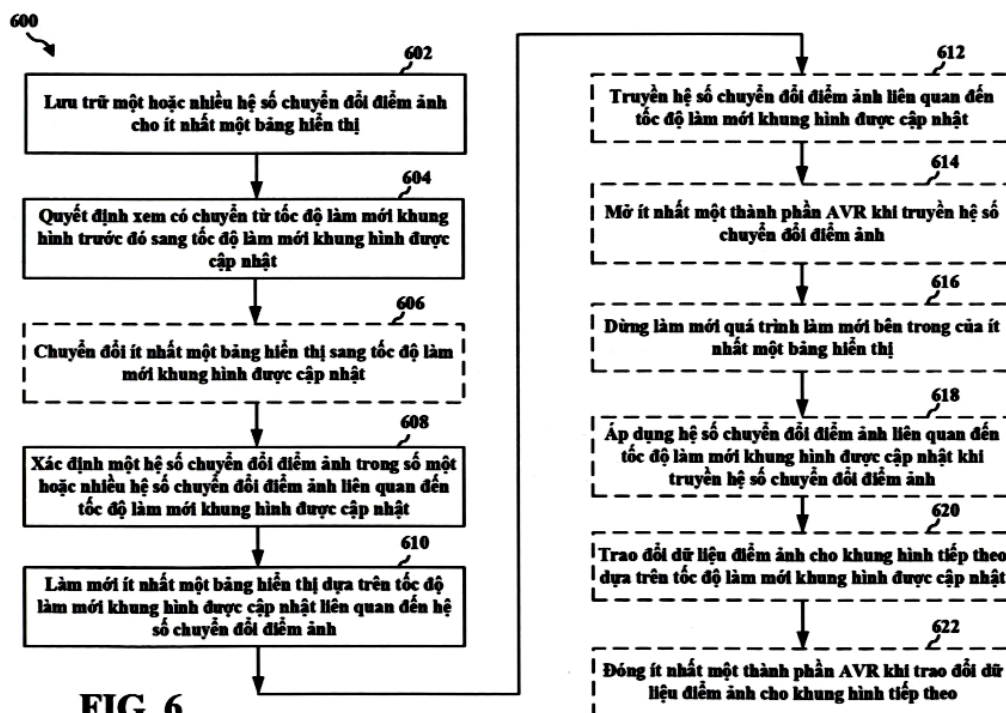 600
602
Lưu trữ một hoặc nhiều hệ số chuyển đổi điểm ảnh
cho ít nhất một bảng hiển thị
604
Quyết định xem có chuyển từ tốc độ làm mới khung
hình trước đó sang tốc độ làm mới khung hình được
cập nhật
606
Chuyển đổi ít nhất một bảng hiển thị sang tốc độ làm
mới khung hình được cập nhật
608
Xác định một hệ số chuyển đổi điểm ảnh trong số một
hoặc nhiều hệ số chuyển đổi điểm ảnh liên quan đến
tốc độ làm mới khung hình được cập nhật
610
Làm mới ít nhất một bảng hiển thị dựa trên tốc độ
làm mới khung hình được cập nhật liên quan đến hệ
số chuyển đổi điểm ảnh
612
Truyền hệ số chuyển đổi điểm ảnh liên quan đến
tốc độ làm mới khung hình được cập nhật
614
Mở ít nhất một thành phần AVR khi truyền hệ số
chuyển đổi điểm ảnh
616
Dừng làm mới quá trình làm mới bên trong của ít
nhất một bảng hiển thị
618
Áp dụng hệ số chuyển đổi điểm ảnh liên quan đến
tốc độ làm mới khung hình được cập nhật khi
truyền hệ số chuyển đổi điểm ảnh
620
Trao đổi dữ liệu điểm ảnh cho khung hình tiếp theo
dựa trên tốc độ làm mới khung hình được cập nhật
622
Đóng ít nhất một thành phần AVR khi trao đổi dữ
liệu điểm ảnh cho khung hình tiếp theo
FIG. 6